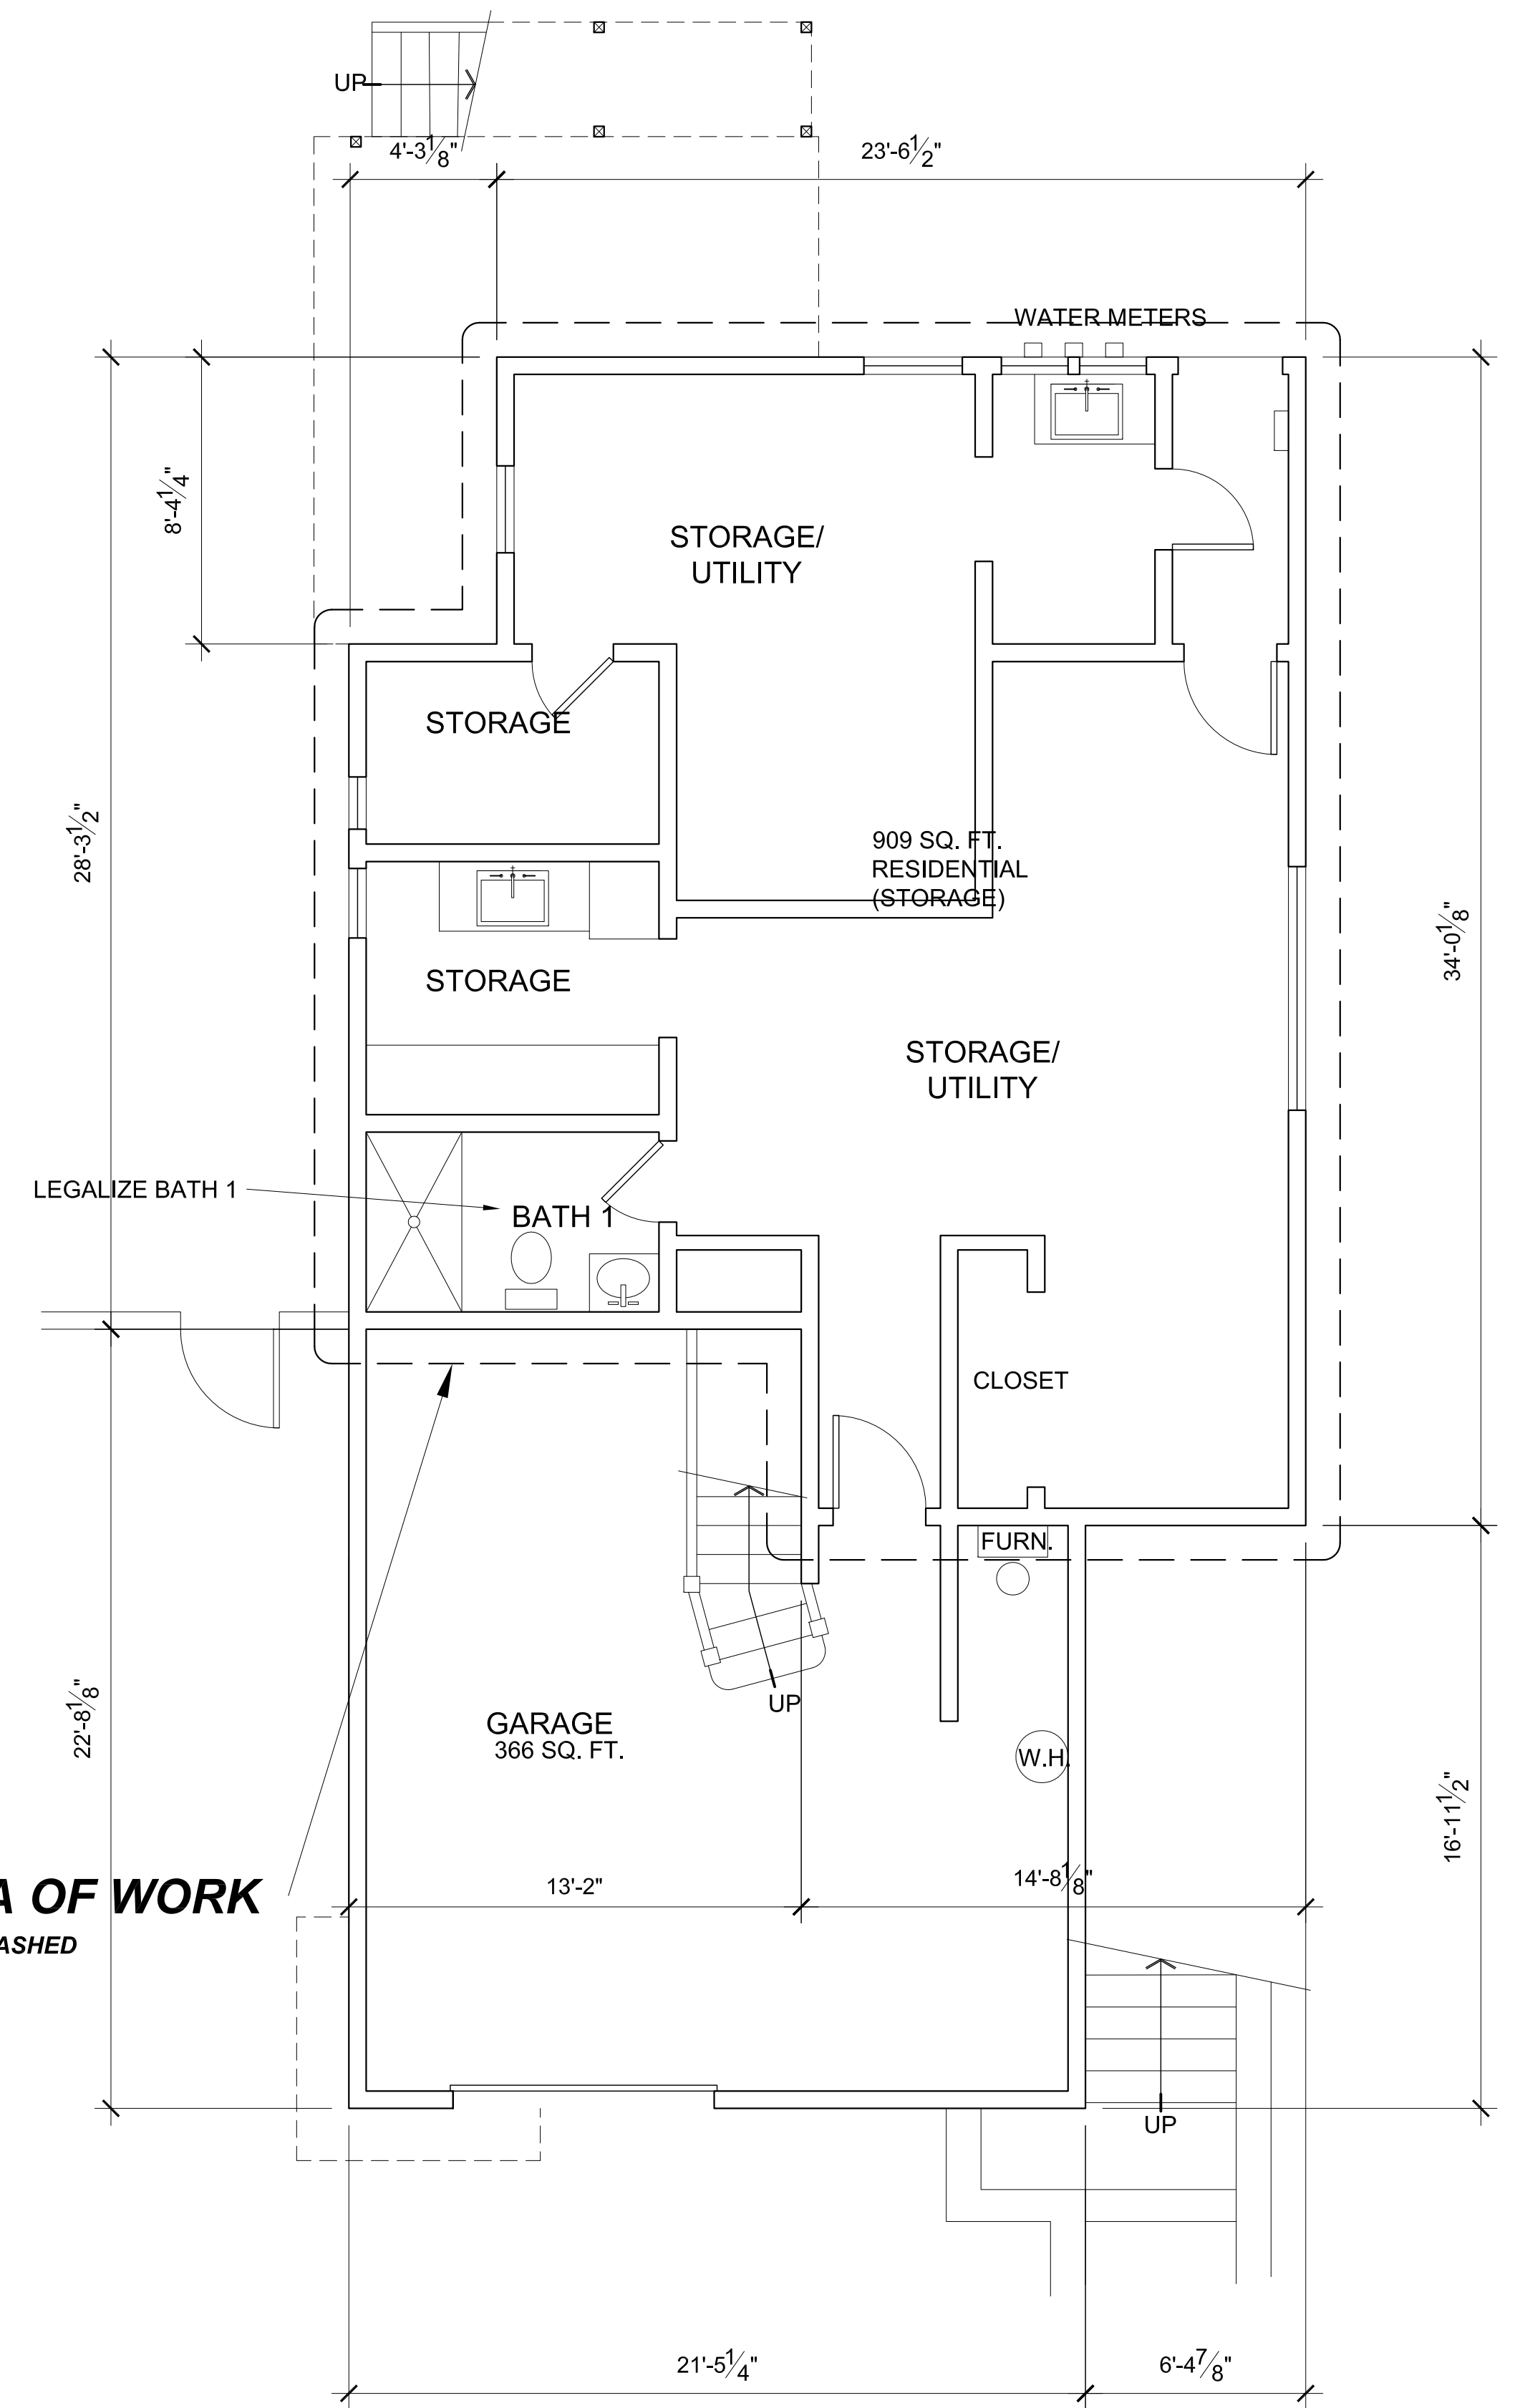 UP
4'-3 1/8"
23'-6 1/2"
WATER METERS
8'-4 1/4"
STORAGE/
UTILITY
STORAGE
28'-3 1/2"
909 SQ. FT.
RESIDENTIAL
(STORAGE)
34'-0 1/8"
STORAGE
STORAGE/
UTILITY
LEGALIZE BATH 1
BATH 1
CLOSET
FURN.
UP
GARAGE
366 SQ. FT.
W.H.
22'-8 1/8"
16'-11 1/2"
13'-2"
14'-8 1/8"
A OF WORK
ASHED
UP
21'-5 1/4"
6'-4 7/8"